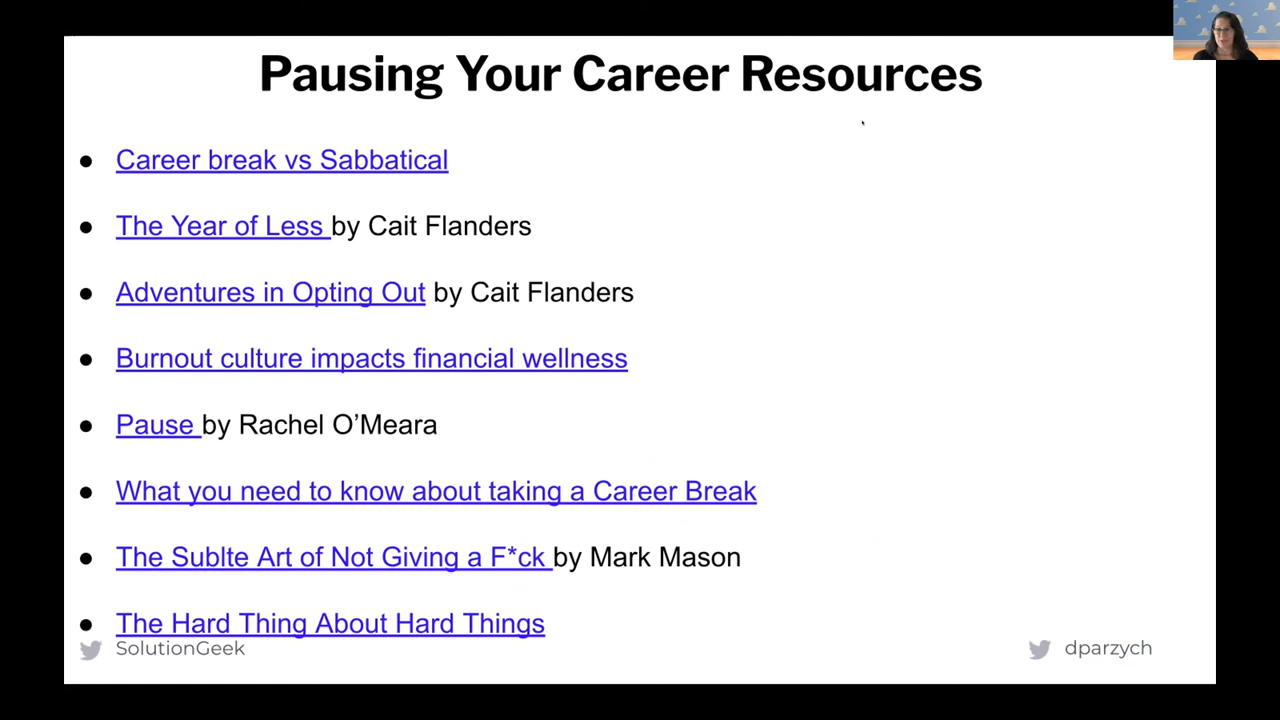 Pausing Your Career Resources
● Career break vs Sabbatical
● The Year of Less by Cait Flanders
● Adventures in Opting Out by Cait Flanders
● Burnout culture impacts financial wellness
● Pause by Rachel O’Meara
● What you need to know about taking a Career Break
● The Sublte Art of Not Giving a F*ck by Mark Mason
● The Hard Thing About Hard Things
SolutionGeek
dparzych